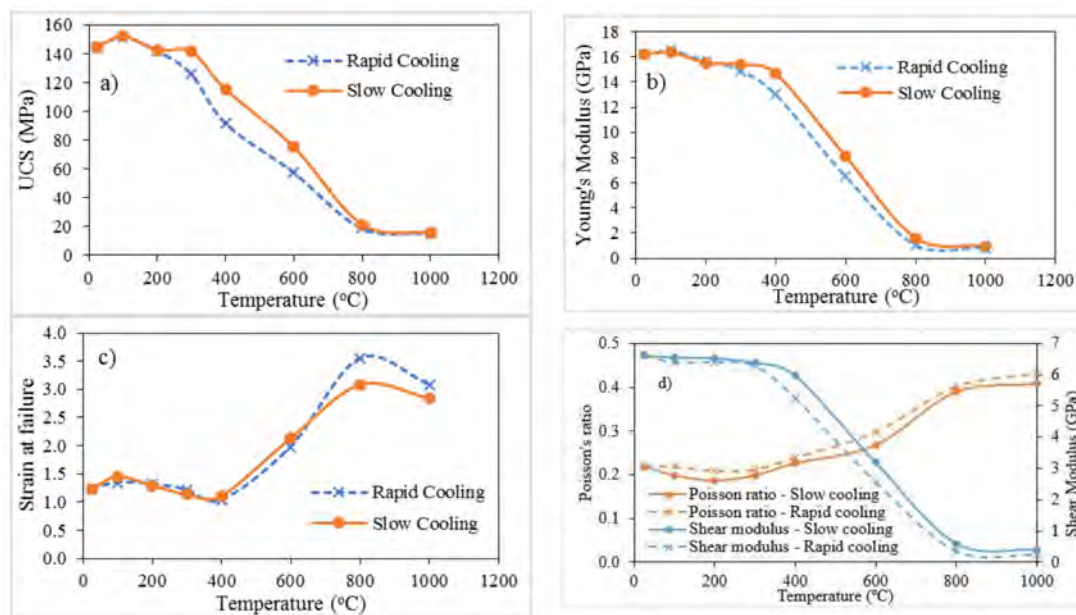 160
140
120
100
80
60
40
20
0
UCS (MPa)
a)
Rapid Cooling
Slow Cooling
0 200 400 600 800 1000 1200
Temperature (°C)
18
16
14
12
10
8
6
4
2
0
Young's Modulus (GPa)
b)
Rapid Cooling
Slow Cooling
0 200 400 600 800 1000 1200
Temperature (°C)
4.0
3.5
3.0
2.5
2.0
1.5
1.0
0.5
0.0
Strain at failure
c)
Rapid Cooling
Slow Cooling
0 200 400 600 800 1000 1200
Temperature (°C)
0.5
0.4
0.3
0.2
0.1
0.0
Poisson's ratio
d)
Poisson ratio - Slow cooling
Poisson ratio - Rapid cooling
Shear modulus - Slow cooling
Shear modulus - Rapid cooling
7
6
5
4
3
2
1
0
Shear Modulus (GPa)
0 200 400 600 800 1000
Temperature (°C)